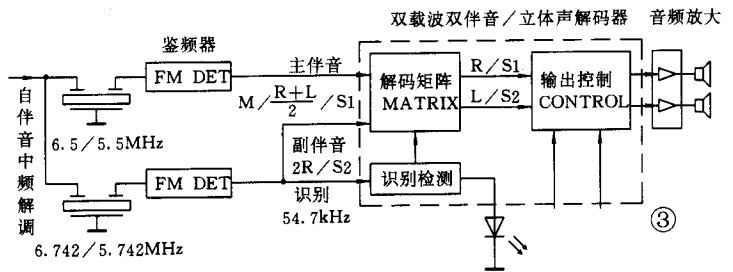 双载波双伴音/立体声解码器 音频放大
鉴频器
FM DET
主伴音
M/R+L/2/S1
解码矩阵
MATRIX
R/S1
L/S2
输出控制
CONTROL
自伴音中频解调
6.5/5.5MHz
副伴音
2R/S2
FM DET
识别
54.7kHz
识别检测
6.742/5.742MHz
③